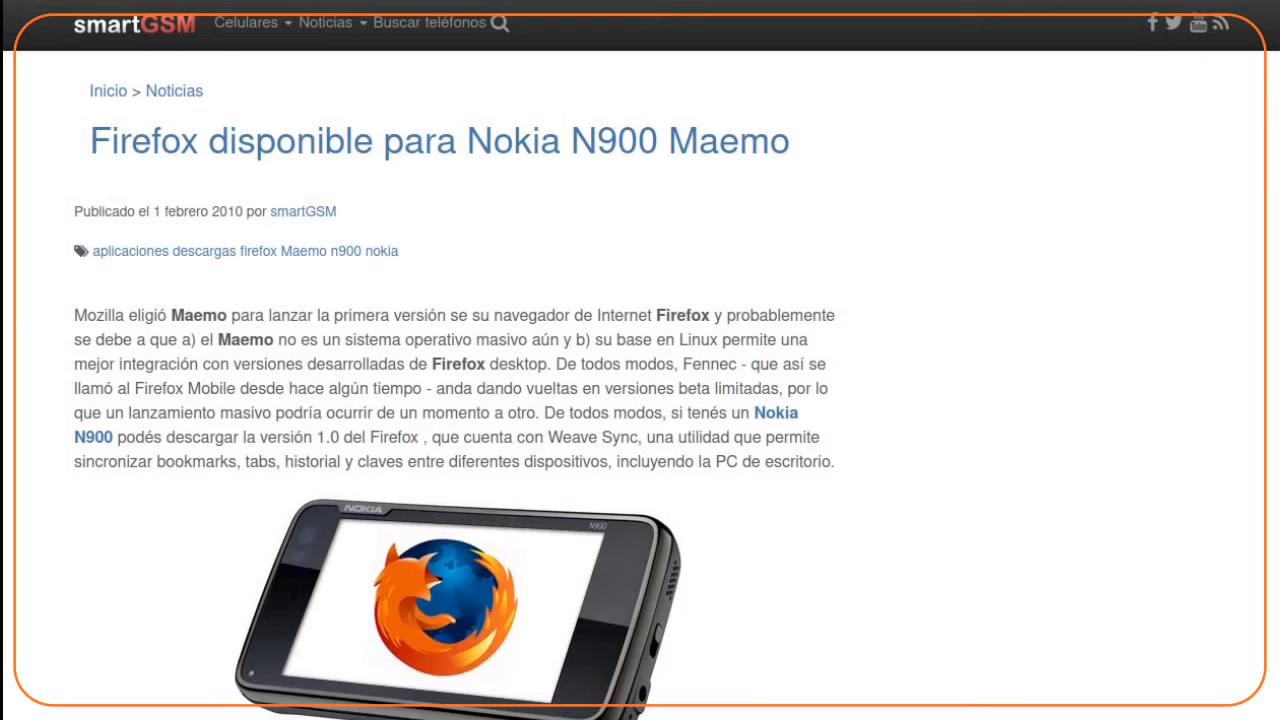 smartGSM Celulares Noticias Buscar teléfonos
Inicio > Noticias
Firefox disponible para Nokia N900 Maemo
Publicado el 1 febrero 2010 por smartGSM
aplicaciones descargas firefox Maemo n900 nokia
Mozilla eligió Maemo para lanzar la primera versión se su navegador de Internet Firefox y probablemente
se debe a que a) el Maemo no es un sistema operativo masivo aún y b) su base en Linux permite una
mejor integración con versiones desarrolladas de Firefox desktop. De todos modos, Fennec - que así se
llamó al Firefox Mobile desde hace algún tiempo - anda dando vueltas en versiones beta limitadas, por lo
que un lanzamiento masivo podría ocurrir de un momento a otro. De todos modos, si tenés un Nokia
N900 podés descargar la versión 1.0 del Firefox , que cuenta con Weave Sync, una utilidad que permite
sincronizar bookmarks, tabs, historial y claves entre diferentes dispositivos, incluyendo la PC de escritorio.
NOKIA
N900